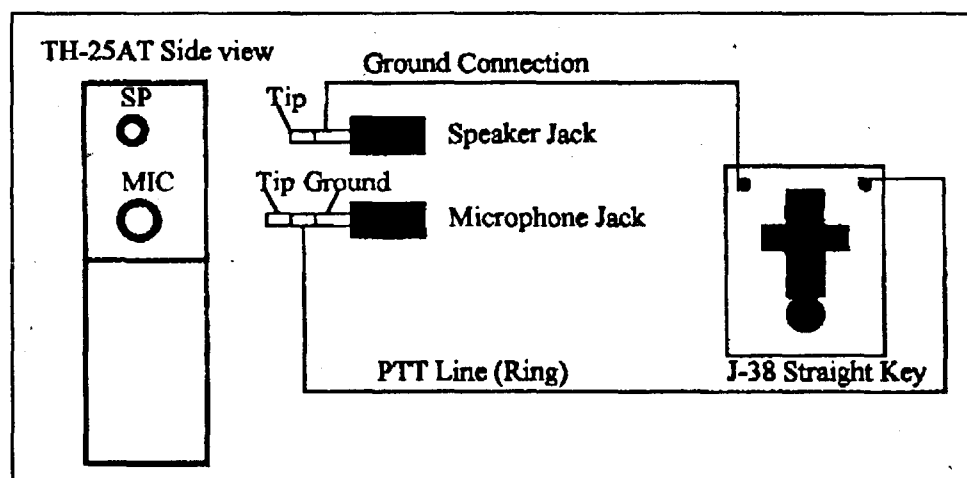 TH-25AT Side view
Ground Connection
SP
Tip
Speaker Jack
MIC
Tip Ground
Microphone Jack
PTT Line (Ring)
J-38 Straight Key